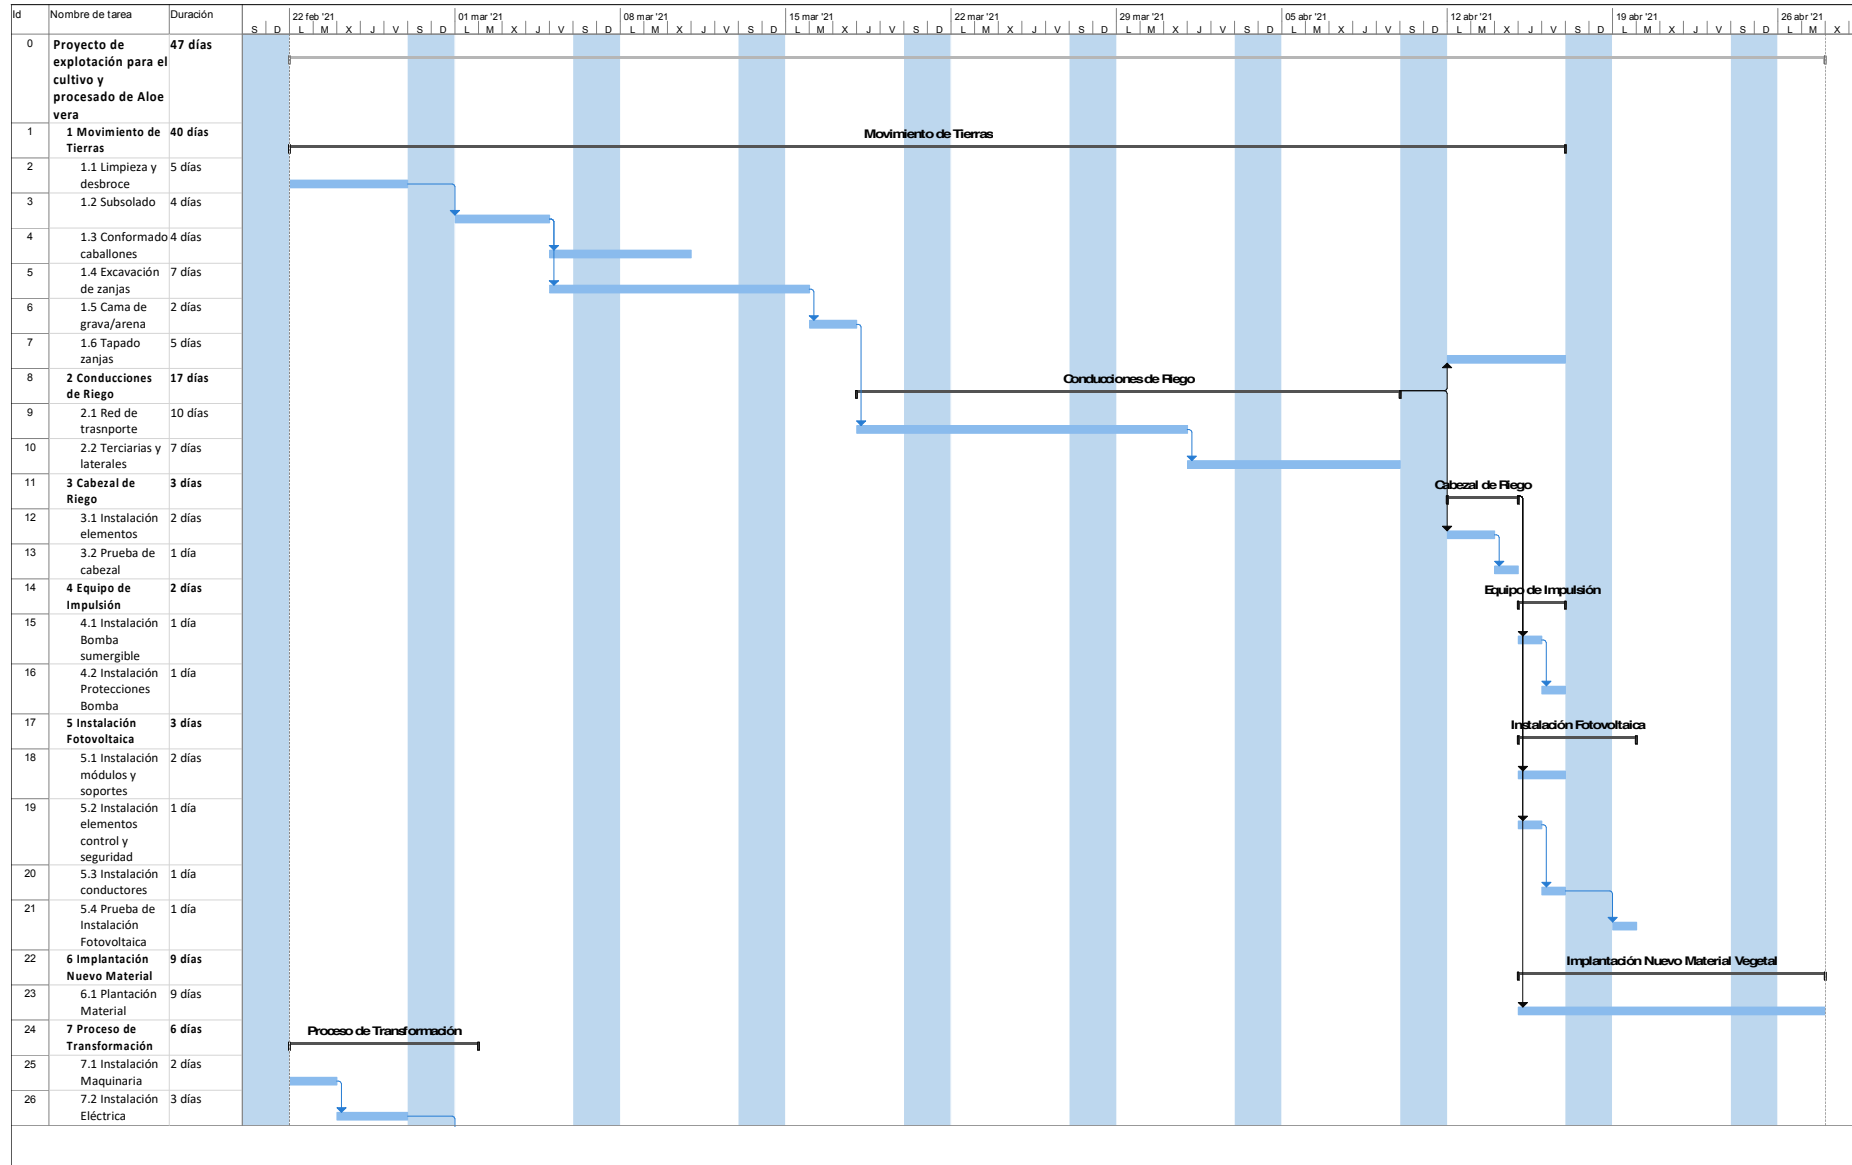 Id Nombre de tarea Duración 22 feb '21 01 mar '21 08 mar '21 15 mar '21 22 mar '21 29 mar '21 05 abr '21 12 abr '21 19 abr '21 26 abr '21
S D L M X J V S D L M X J V S D L M X J V S D L M X J V S D L M X J V S D L M X J V S D L M X J V S D L M X J V S D L M X J V S D L M X
0 Proyecto de 47 días
explotación para el
cultivo y
procesado de Aloe
vera
1 1 Movimiento de 40 días Movimiento de Tierras
Tierras
2 1.1 Limpieza y 5 días
desbroce
3 1.2 Subsolado 4 días
4 1.3 Conformado 4 días
caballones
5 1.4 Excavación 7 días
de zanjas
6 1.5 Cama de 2 días
grava/arena
7 1.6 Tapado 5 días
zanjas
8 2 Conducciones 17 días Conducciones de Riego
de Riego
9 2.1 Red de 10 días
trasnporte
10 2.2 Terciarias y 7 días
laterales
11 3 Cabezal de 3 días Cabezal de Riego
Riego
12 3.1 Instalación 2 días
elementos
13 3.2 Prueba de 1 día
cabezal
14 4 Equipo de 2 días Equipo de Impulsión
Impulsión
15 4.1 Instalación 1 día
Bomba
sumergible
16 4.2 Instalación 1 día
Protecciones
Bomba
17 5 Instalación 3 días Instalación Fotovoltaica
Fotovoltaica
18 5.1 Instalación 2 días
módulos y
soportes
19 5.2 Instalación 1 día
elementos
control y
seguridad
20 5.3 Instalación 1 día
conductores
21 5.4 Prueba de 1 día
Instalación
Fotovoltaica
22 6 Implantación 9 días Implantación Nuevo Material Vegetal
Nuevo Material
23 6.1 Plantación 9 días
Material
24 7 Proceso de 6 días Proceso de Transformación
Transformación
25 7.1 Instalación 2 días
Maquinaria
26 7.2 Instalación 3 días
Eléctrica